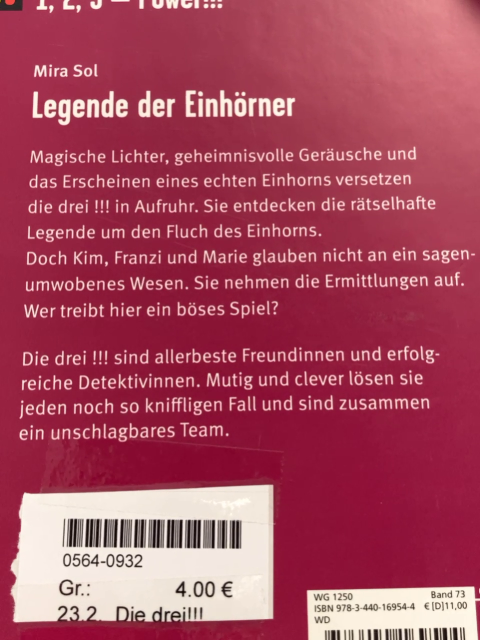 1, 2, 3 – Power!!!
Mira Sol
Legende der Einhörner
Magische Lichter, geheimnisvolle Geräusche und
das Erscheinen eines echten Einhorns versetzen
die drei !!! in Aufruhr. Sie entdecken die rätselhafte
Legende um den Fluch des Einhorns.
Doch Kim, Franzi und Marie glauben nicht an ein sagen-
umwobenes Wesen. Sie nehmen die Ermittlungen auf.
Wer treibt hier ein böses Spiel?
Die drei !!! sind allerbeste Freundinnen und erfolg-
reiche Detektivinnen. Mutig und clever lösen sie
jeden noch so kniffligen Fall und sind zusammen
ein unschlagbares Team.
0564-0932
Gr.: 4.00 €
23.2. Die drei!!!
WG 1250 Band 73
ISBN 978-3-440-16954-4 € [D] 11,00
WD